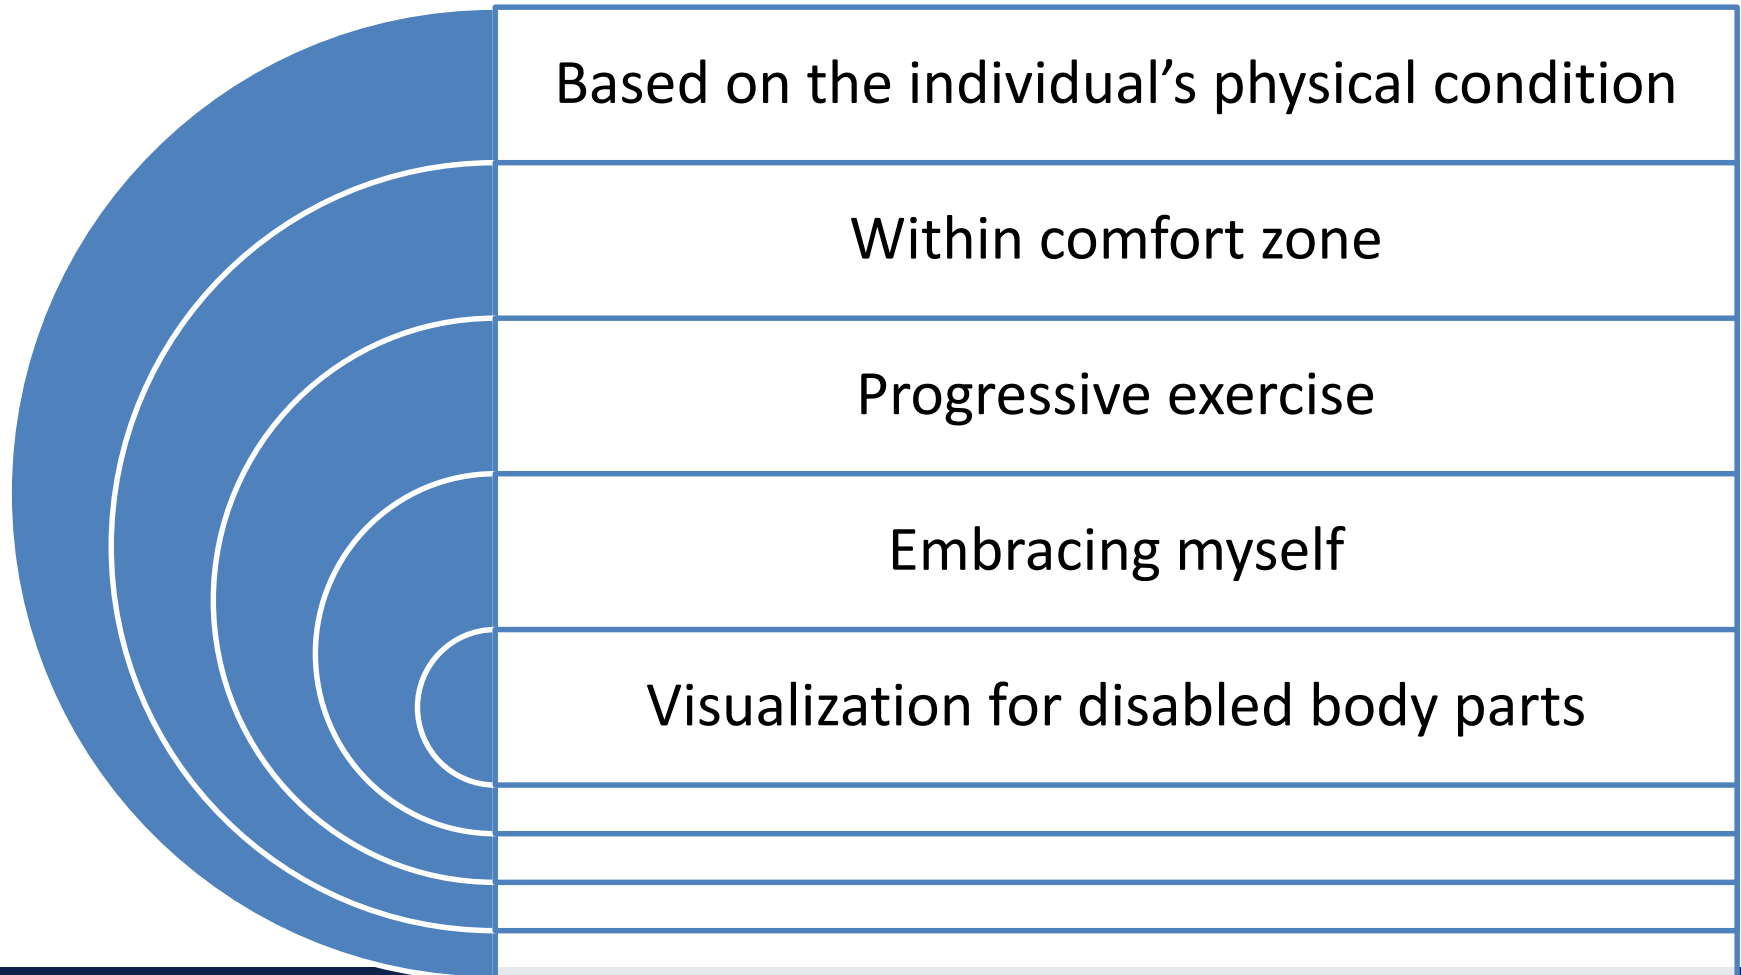 Based on the individual’s physical condition
Within comfort zone
Progressive exercise
Embracing myself
Visualization for disabled body parts